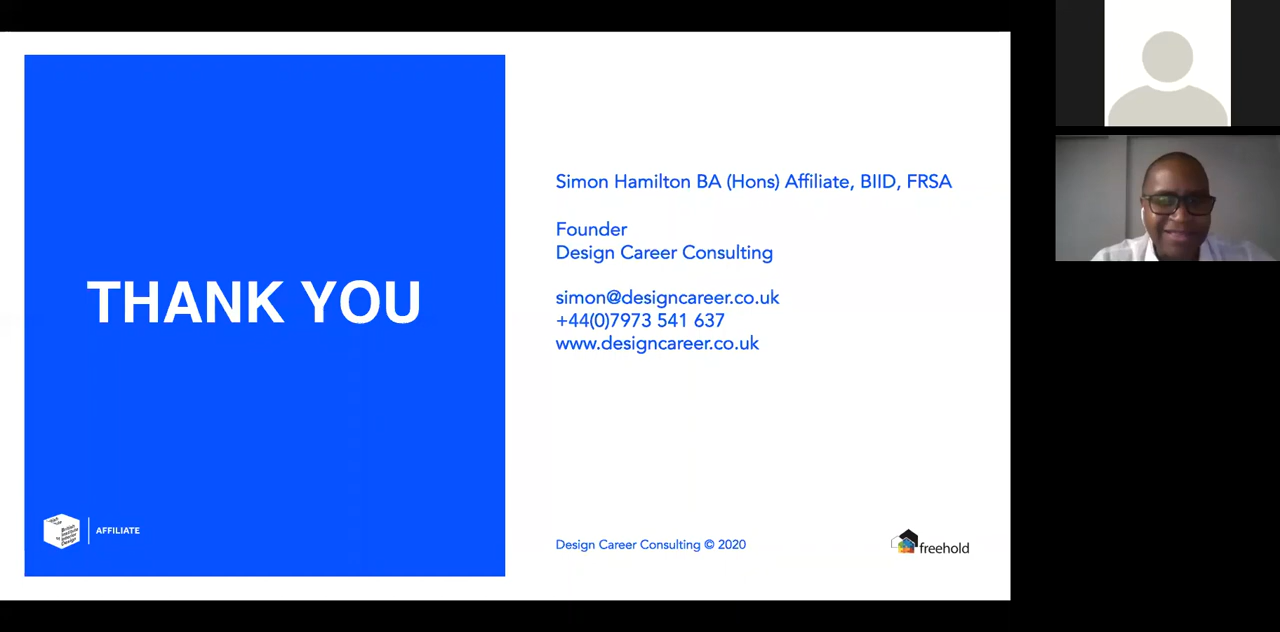 THANK YOU
AFFILIATE
Simon Hamilton BA (Hons) Affiliate, BIID, FRSA
Founder
Design Career Consulting
simon@designcareer.co.uk
+44(0)7973 541 637
www.designcareer.co.uk
Design Career Consulting © 2020
freehold